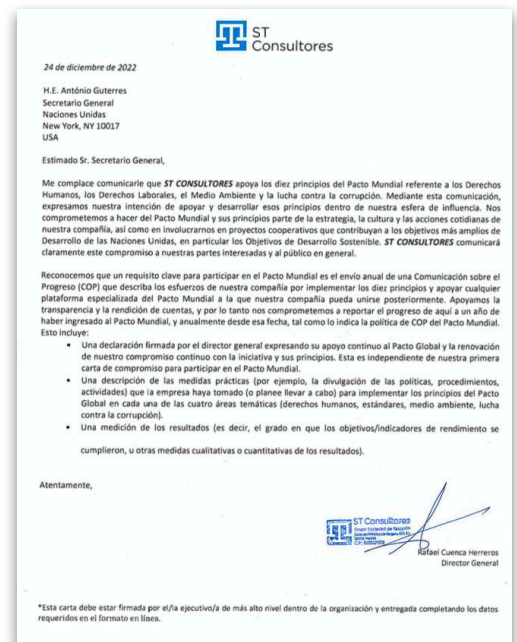 ST
Consultores
24 de diciembre de 2022
H.E. António Guterres
Secretario General
Naciones Unidas
New York, NY 10017
USA
Estimado Sr. Secretario General,
Me complace comunicarle que ST CONSULTORES apoya los diez principios del Pacto Mundial referente a los Derechos
Humanos, los Derechos Laborales, el Medio Ambiente y la lucha contra la corrupción. Mediante esta comunicación,
expresamos nuestra intención de apoyar y desarrollar esos principios dentro de nuestra esfera de influencia. Nos
comprometemos a hacer del Pacto Mundial y sus principios parte de la estrategia, la cultura y las acciones cotidianas de
nuestra compañía, así como en involucrarnos en proyectos cooperativos que contribuyan a los objetivos más amplios de
Desarrollo de las Naciones Unidas, en particular los Objetivos de Desarrollo Sostenible. ST CONSULTORES comunicará
claramente este compromiso a nuestras partes interesadas y al público en general.
Reconocemos que un requisito clave para participar en el Pacto Mundial es el envío anual de una Comunicación sobre el
Progreso (COP) que describa los esfuerzos de nuestra compañía por implementar los diez principios y apoyar cualquier
plataforma especializada del Pacto Mundial a la que nuestra compañía pueda unirse posteriormente. Apoyamos la
transparencia y la rendición de cuentas, y por lo tanto nos comprometemos a reportar el progreso de aquí a un año de
haber ingresado al Pacto Mundial, y anualmente desde esa fecha, tal como lo indica la política de COP del Pacto Mundial.
Esto incluye:
• Una declaración firmada por el director general expresando su apoyo continuo al Pacto Global y la renovación
de nuestro compromiso continuo con la iniciativa y sus principios. Esta es independiente de nuestra primera
carta de compromiso para participar en el Pacto Mundial.
• Una descripción de las medidas prácticas (por ejemplo, la divulgación de las políticas, procedimientos,
actividades) que la empresa haya tomado (o planee llevar a cabo) para implementar los principios del Pacto
Global en cada una de las cuatro áreas temáticas (derechos humanos, estándares, medio ambiente, lucha
contra la corrupción).
• Una medición de los resultados (es decir, el grado en que los objetivos/indicadores de rendimiento se
cumplieron, u otras medidas cualitativas o cuantitativas de los resultados).
Atentamente,
ST Consultores
Rafael Cuenca Herreros
Director General
*Esta carta debe estar firmada por el/la ejecutivo/a de más alto nivel dentro de la organización y entregada completando los datos
requeridos en el formato en línea.